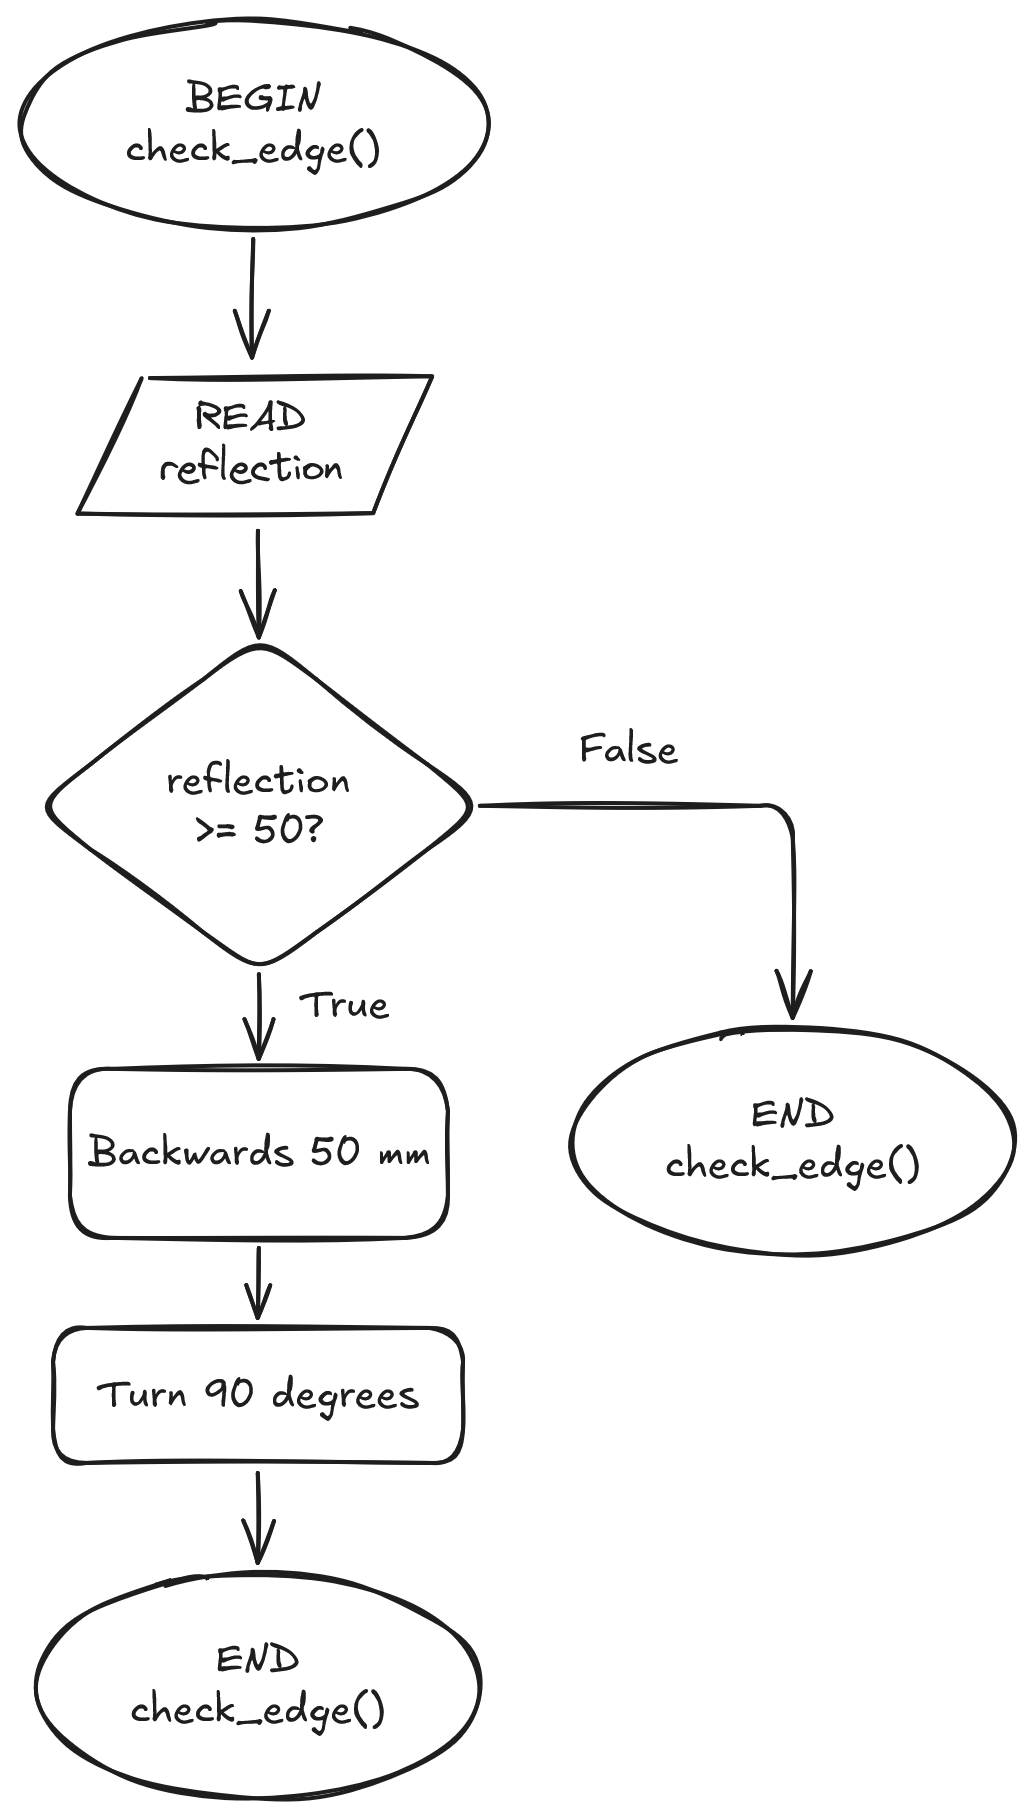 BEGIN
check_edge()
READ
reflection
reflection
>= 50?
False
True
Backwards 50 mm
END
check_edge()
Turn 90 degrees
END
check_edge()